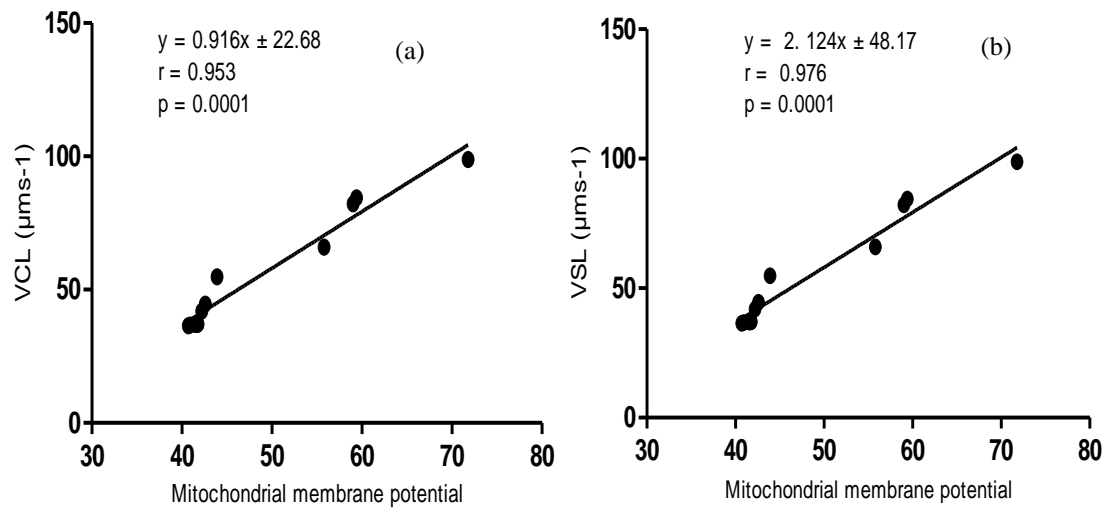 y = 0.916x ± 22.68
r = 0.953
p = 0.0001
(a)
VCL (µms-1)
150
100
50
0
30 40 50 60 70 80
Mitochondrial membrane potential
y = 2. 124x ± 48.17
r = 0.976
p = 0.0001
(b)
VSL (µms-1)
150
100
50
0
30 40 50 60 70 80
Mitochondrial membrane potential